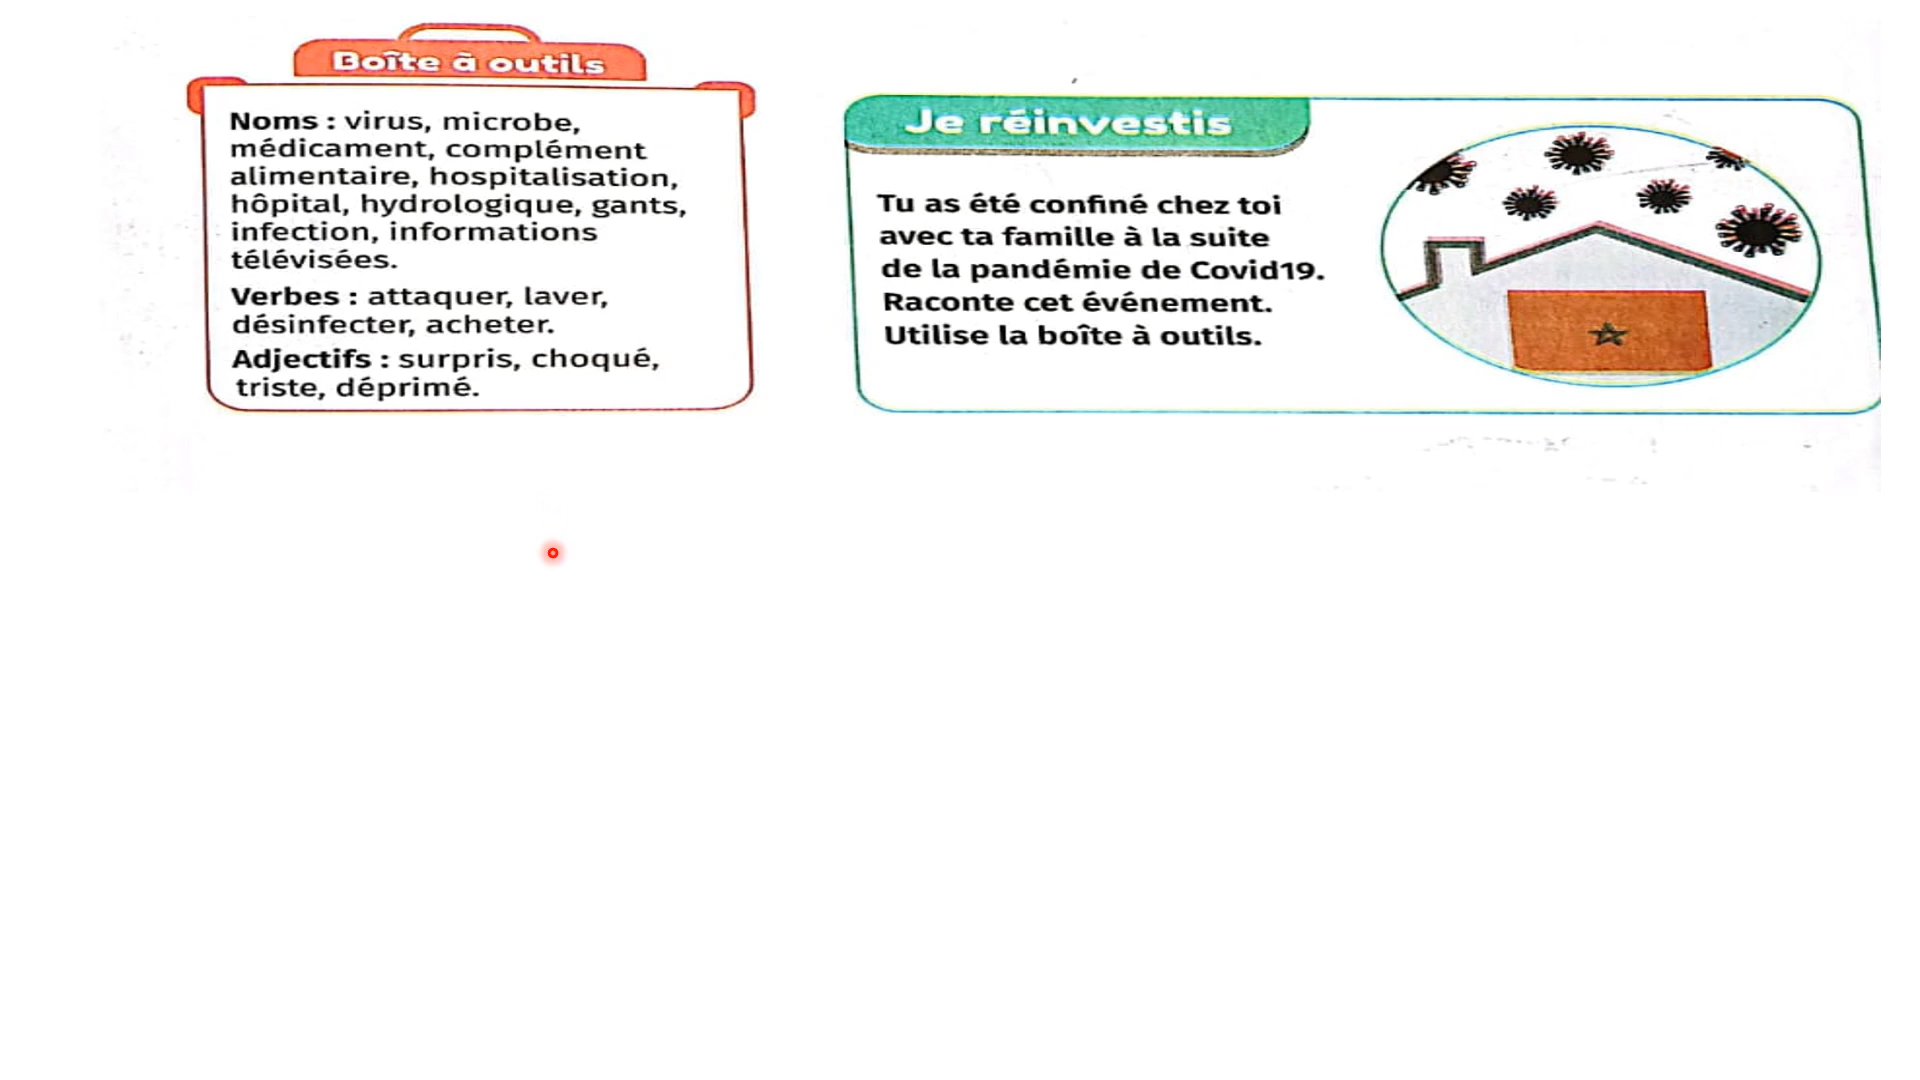 Boîte à outils
Noms : virus, microbe,
médicament, complément
alimentaire, hospitalisation,
hôpital, hydrologique, gants,
infection, informations
télévisées.
Verbes : attaquer, laver,
désinfecter, acheter.
Adjectifs : surpris, choqué,
triste, déprimé.
Je réinvestis
Tu as été confiné chez toi
avec ta famille à la suite
de la pandémie de Covid19.
Raconte cet événement.
Utilise la boîte à outils.